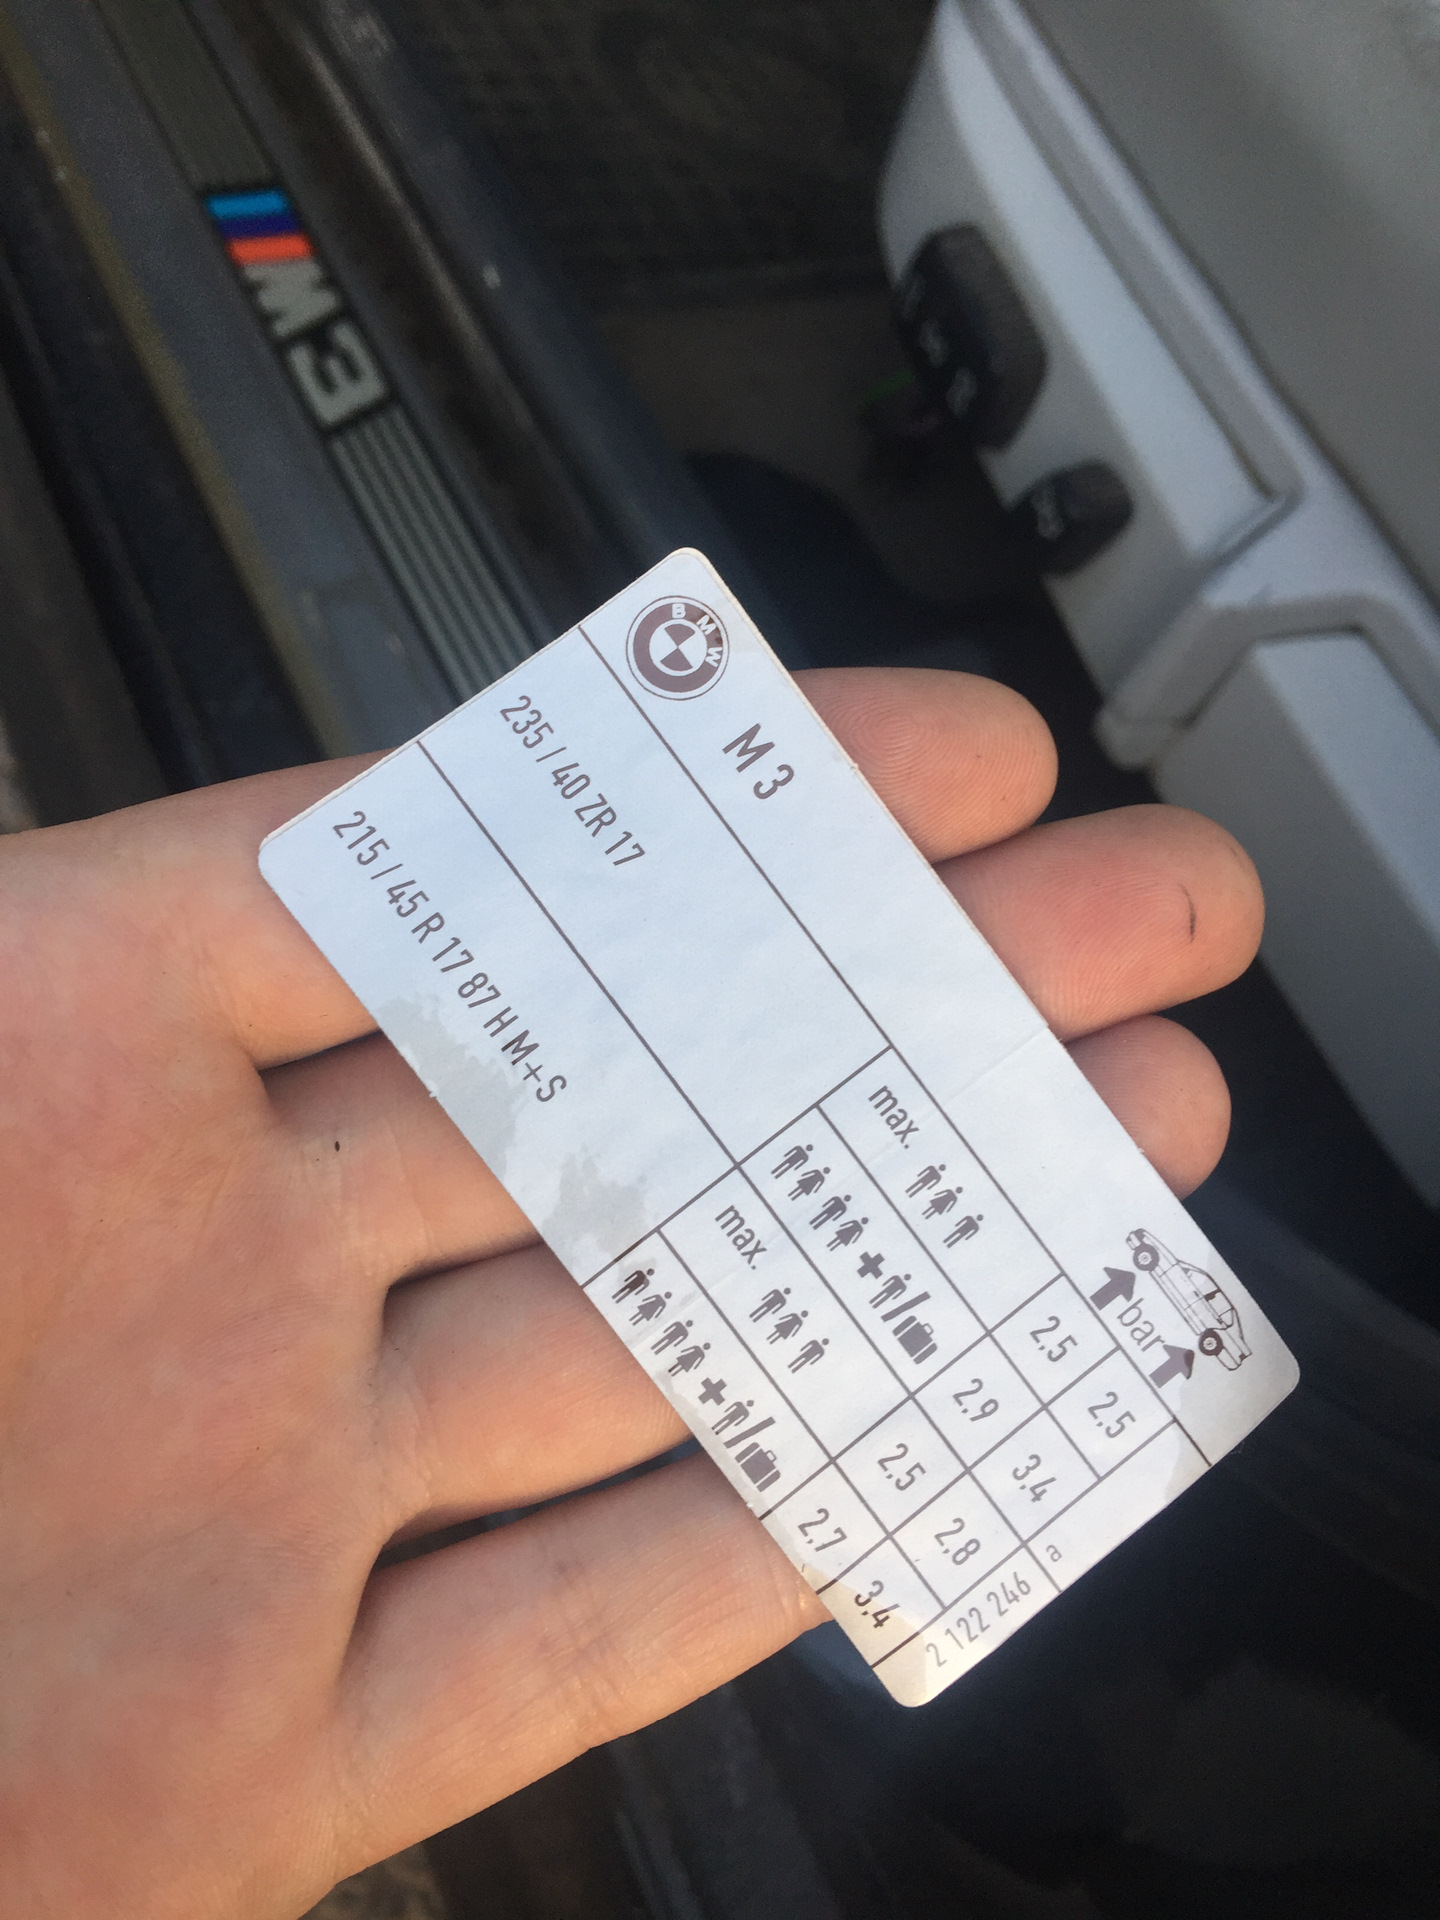 M3
BMW
M 3
bar
235 / 40 ZR 17
max.
2,5 2,5
2,9 3,4
215 / 45 R 17 87 H M+S
max.
2,5 2,8
2,7 3,4
2 122 246 a